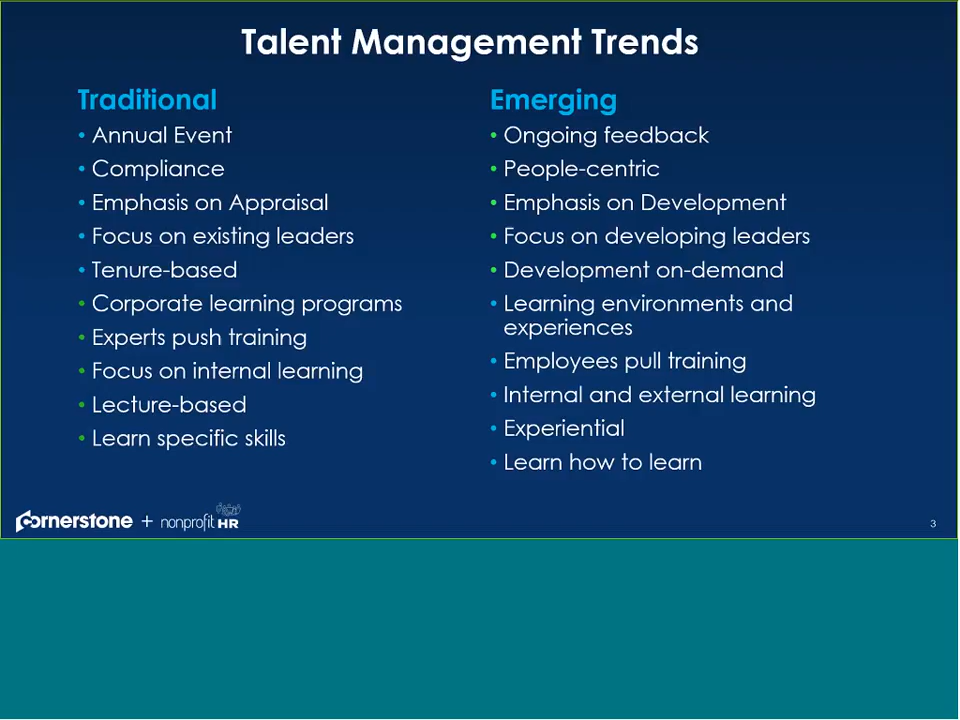 Talent Management Trends
Traditional
• Annual Event
• Compliance
• Emphasis on Appraisal
• Focus on existing leaders
• Tenure-based
• Corporate learning programs
• Experts push training
• Focus on internal learning
• Lecture-based
• Learn specific skills
Emerging
• Ongoing feedback
• People-centric
• Emphasis on Development
• Focus on developing leaders
• Development on-demand
• Learning environments and
experiences
• Employees pull training
• Internal and external learning
• Experiential
• Learn how to learn
cornerstone + nonprofit HR
3